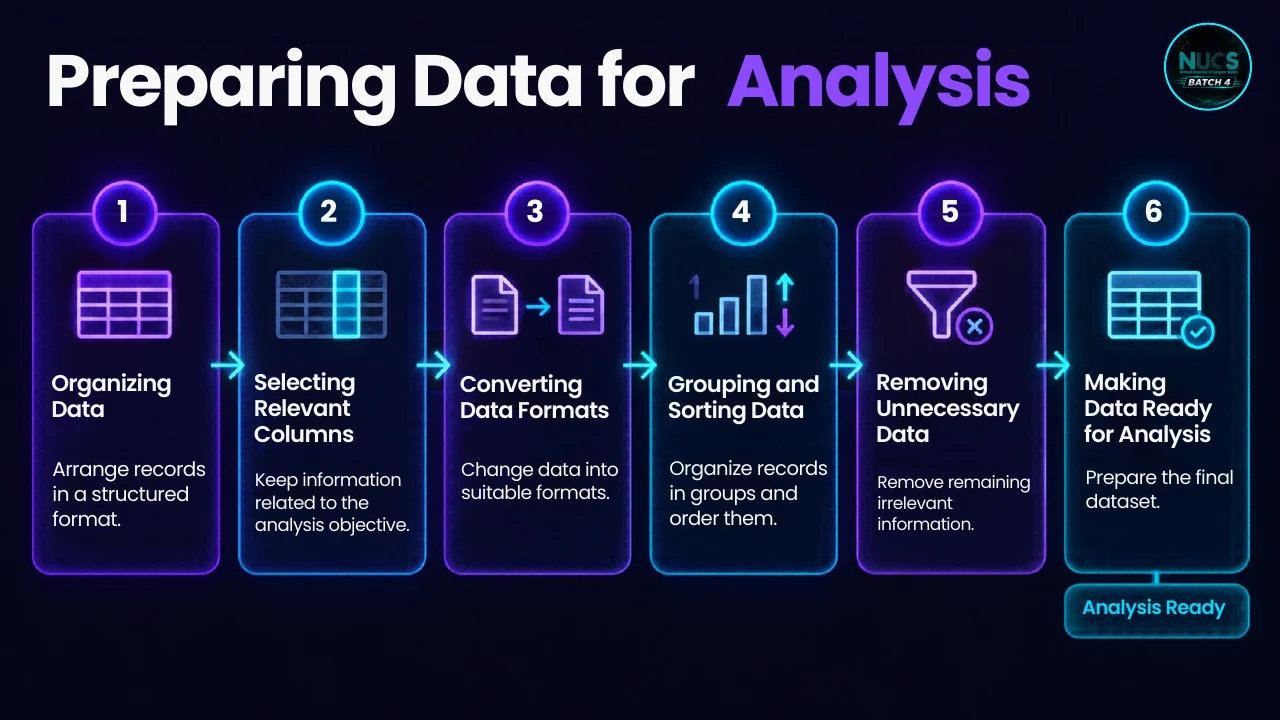 Preparing Data for Analysis
NUCS
BATCH 4
1
Organizing
Data
Arrange records
in a structured
format.
2
Selecting
Relevant
Columns
Keep information
related to the
analysis objective.
3
Converting
Data Formats
Change data into
suitable formats.
4
1
Grouping and
Sorting Data
Organize records
in groups and
order them.
5
Removing
Unnecessary
Data
Remove remaining
irrelevant
information.
6
Making
Data Ready
for Analysis
Prepare the final
dataset.
Analysis Ready